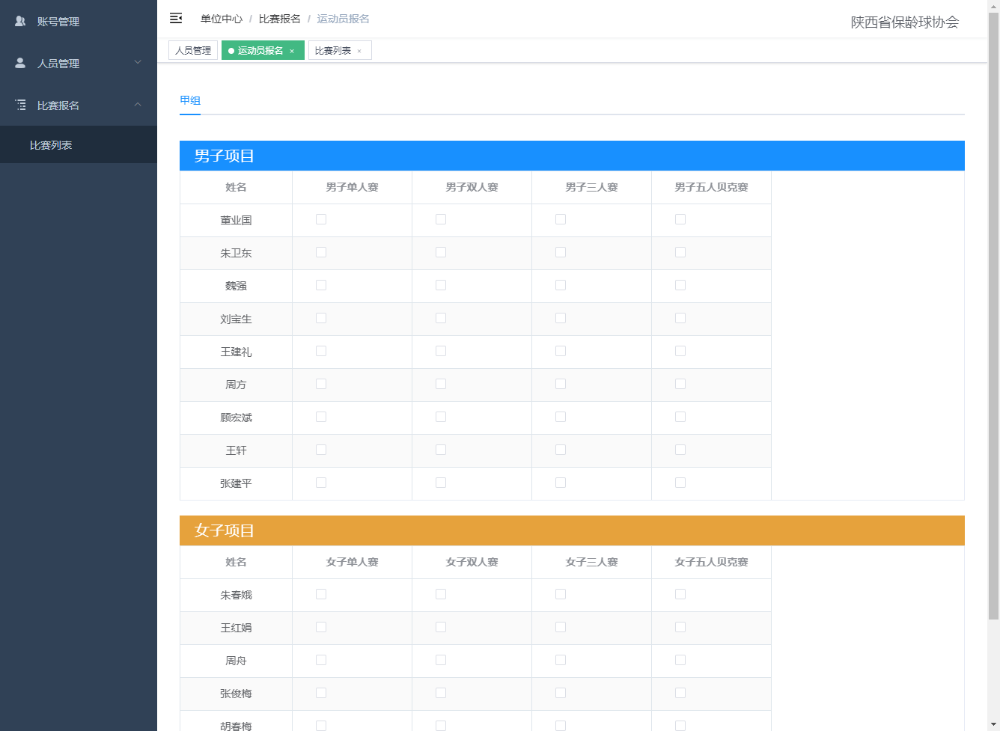 账号管理
人员管理
比赛报名
比赛列表
单位中心 / 比赛报名 / 运动员报名
陕西省保龄球协会
人员管理 运动员报名 × 比赛列表 ×
甲组
男子项目
姓名 男子单人赛 男子双人赛 男子三人赛 男子五人贝克赛
董业国
朱卫东
魏强
刘宝生
王建礼
周方
顾宏斌
王轩
张建平
女子项目
姓名 女子单人赛 女子双人赛 女子三人赛 女子五人贝克赛
朱春娥
王红娟
周舟
张俊梅
胡春梅